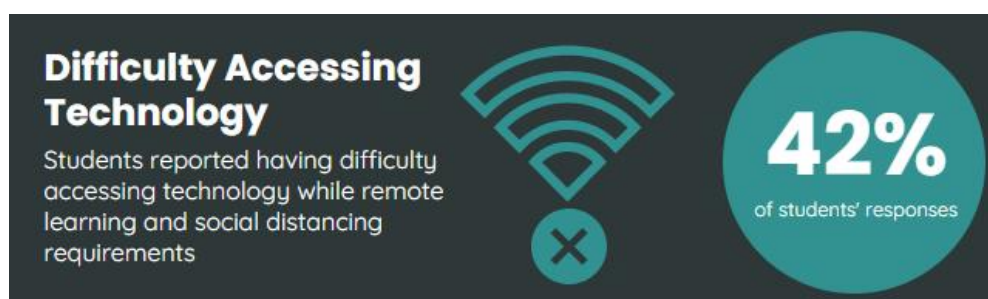 Difficulty Accessing
Technology
Students reported having difficulty
accessing technology while remote
learning and social distancing
requirements
42%
of students' responses